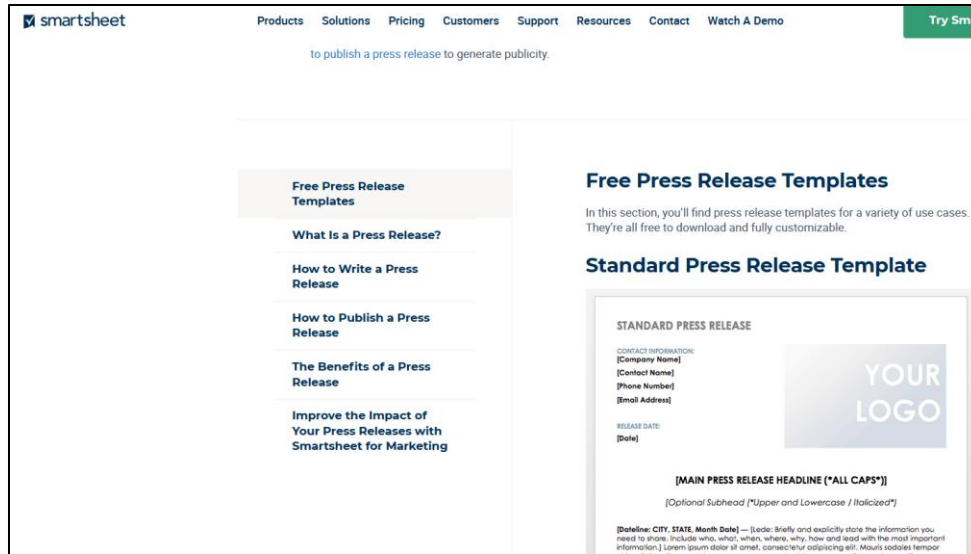 smartsheet
Products Solutions Pricing Customers Support Resources Contact Watch A Demo
Try Sm
to publish a press release to generate publicity.
Free Press Release
Templates
What Is a Press Release?
How to Write a Press
Release
How to Publish a Press
Release
The Benefits of a Press
Release
Improve the Impact of
Your Press Releases with
Smartsheet for Marketing
Free Press Release Templates
In this section, you'll find press release templates for a variety of use cases.
They're all free to download and fully customizable.
Standard Press Release Template
STANDARD PRESS RELEASE
CONTACT INFORMATION:
[Company Name]
[Contact Name]
[Phone Number]
[Email Address]
RELEASE DATE:
[Date]
YOUR
LOGO
[MAIN PRESS RELEASE HEADLINE (*ALL CAPS*)]
[Optional Subhead (*Upper and Lowercase / Italicized*]
[Dateline: CITY, STATE, Month Date] — [Lede: Briefly and explicitly state the information you
need to share. Include who, what, when, where, why, how and lead with the most important
information.] Lorem ipsum dolor sit amet, consectetur adipiscing elit. Mauris sodales tempor